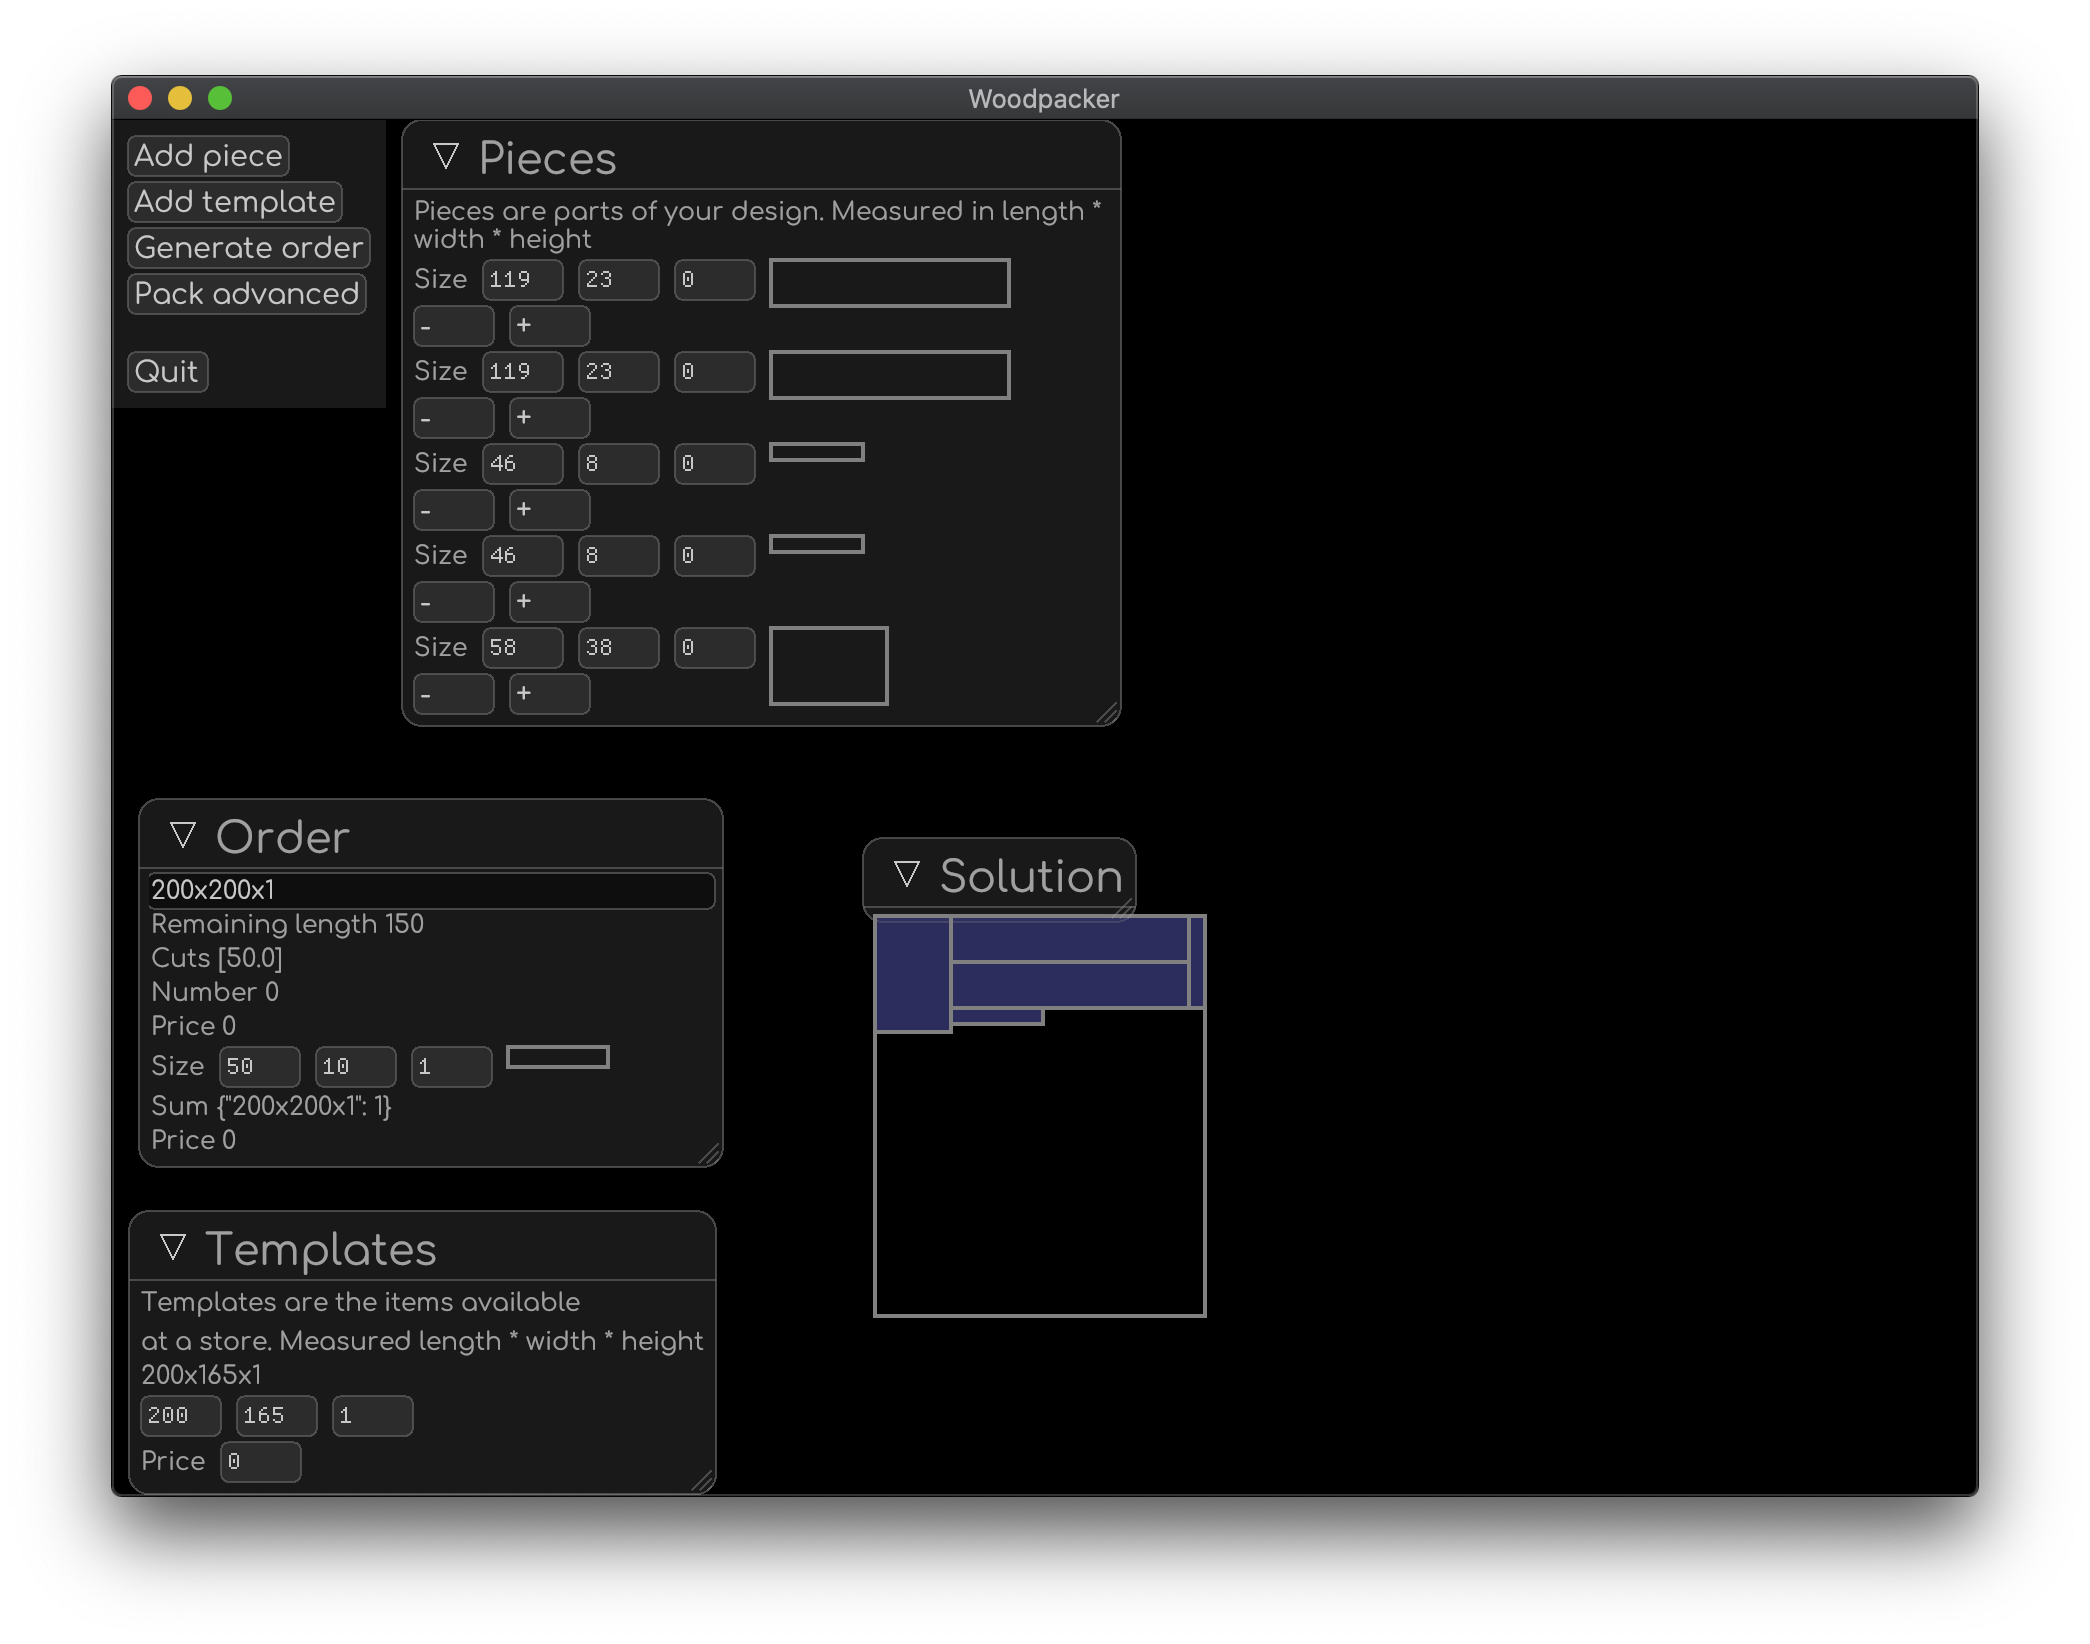 Woodpacker
Add piece
Add template
Generate order
Pack advanced
Quit
Pieces
Pieces are parts of your design. Measured in length *
width * height
Size 119 23 0
- +
Size 119 23 0
- +
Size 46 8 0
- +
Size 46 8 0
- +
Size 58 38 0
- +
Order
200x200x1
Remaining length 150
Cuts [50.0]
Number 0
Price 0
Size 50 10 1
Sum {"200x200x1": 1}
Price 0
Solution
Templates
Templates are the items available
at a store. Measured length * width * height
200x165x1
200 165 1
Price 0